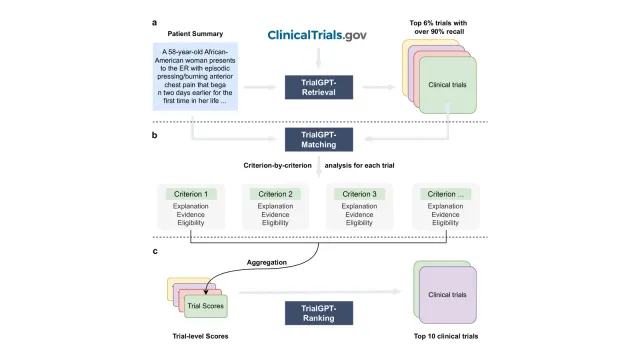 a
Patient Summary
ClinicalTrials.gov
Top 6% trials with
over 90% recall
A 58-year-old African-
American woman presents
to the ER with episodic
pressing/burning anterior
chest pain that bega
n two days earlier for the
first time in her life ...
TrialGPT-
Retrieval
Clinical trials
b
TrialGPT-
Matching
Criterion-by-criterion analysis for each trial
Criterion 1
Explanation
Evidence
Eligibility
Criterion 2
Explanation
Evidence
Eligibility
Criterion 3
Explanation
Evidence
Eligibility
Criterion ...
Explanation
Evidence
Eligibility
c
Aggregation
Trial Scores
Trial-level Scores
TrialGPT-
Ranking
Clinical trials
Top 10 clinical trials